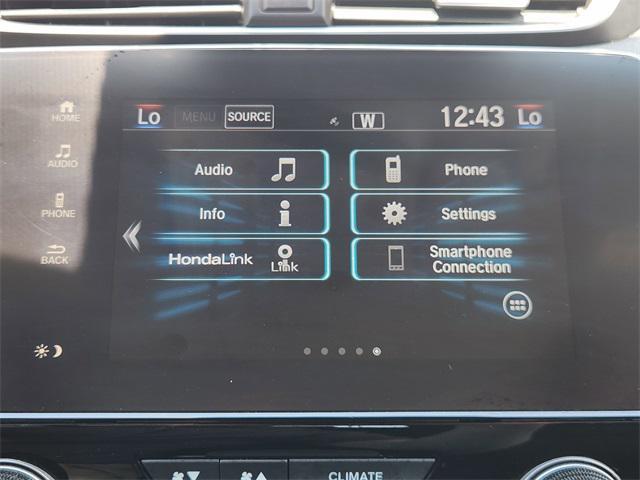 Lo MENU SOURCE W 12:43 Lo
HOME
AUDIO
PHONE
BACK
Audio
Phone
Info
Settings
HondaLink
Link
Smartphone
Connection
CLIMATE